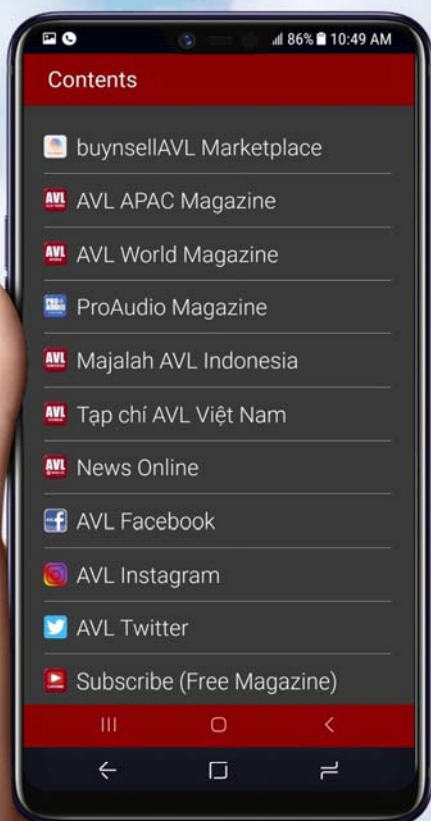 86% 10:49 AM
Contents
buynsellAVL Marketplace
AVL APAC Magazine
AVL World Magazine
ProAudio Magazine
Majalah AVL Indonesia
Tạp chí AVL Việt Nam
News Online
AVL Facebook
AVL Instagram
AVL Twitter
Subscribe (Free Magazine)